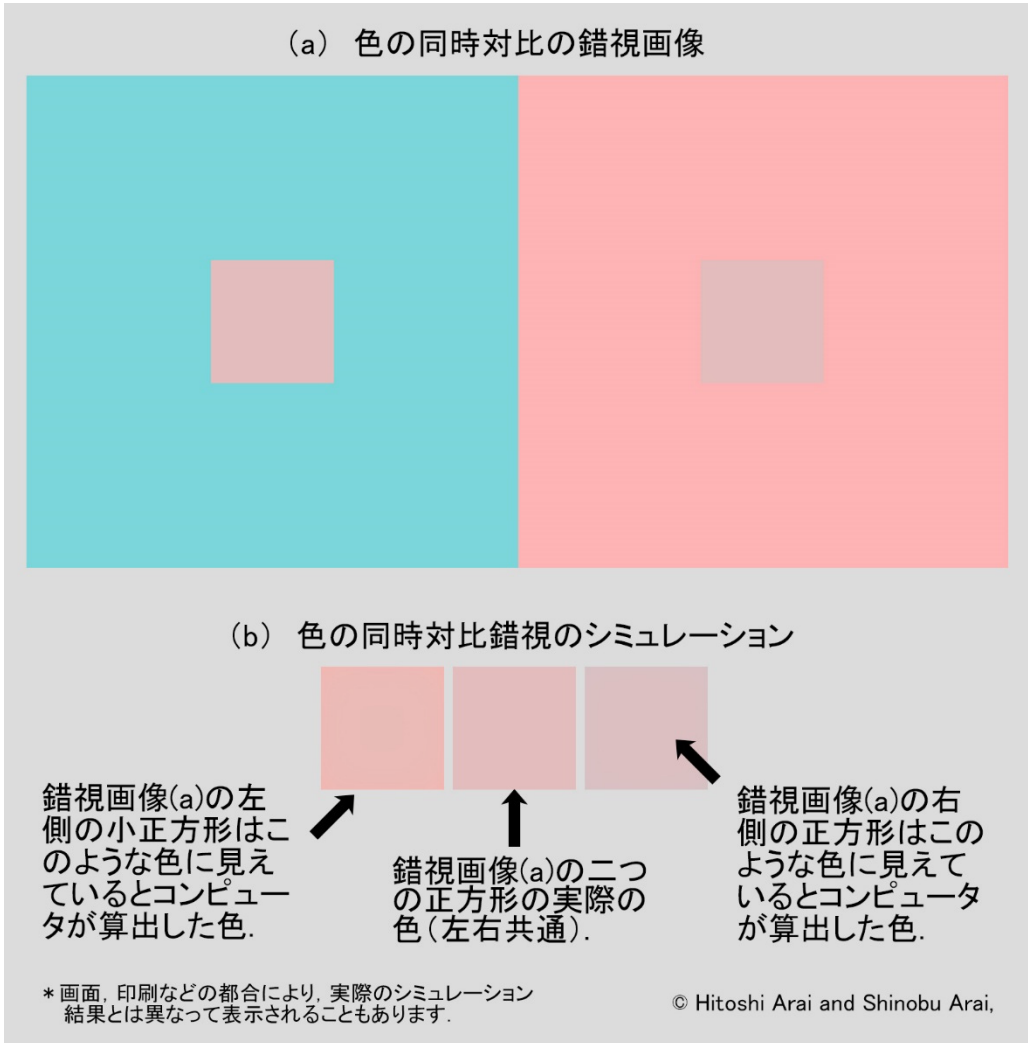 (a) 色の同時対比の錯視画像
(b) 色の同時対比錯視のシミュレーション
錯視画像(a)の左
側の小正方形はこ
のような色に見え
ているとコンピュー
タが算出した色.
錯視画像(a)の二つ
の正方形の実際の
色(左右共通).
錯視画像(a)の右
側の正方形はこの
ような色に見えて
いるとコンピュータ
が算出した色.
*画面, 印刷などの都合により, 実際のシミュレーション
結果とは異なって表示されることもあります.
© Hitoshi Arai and Shinobu Arai,